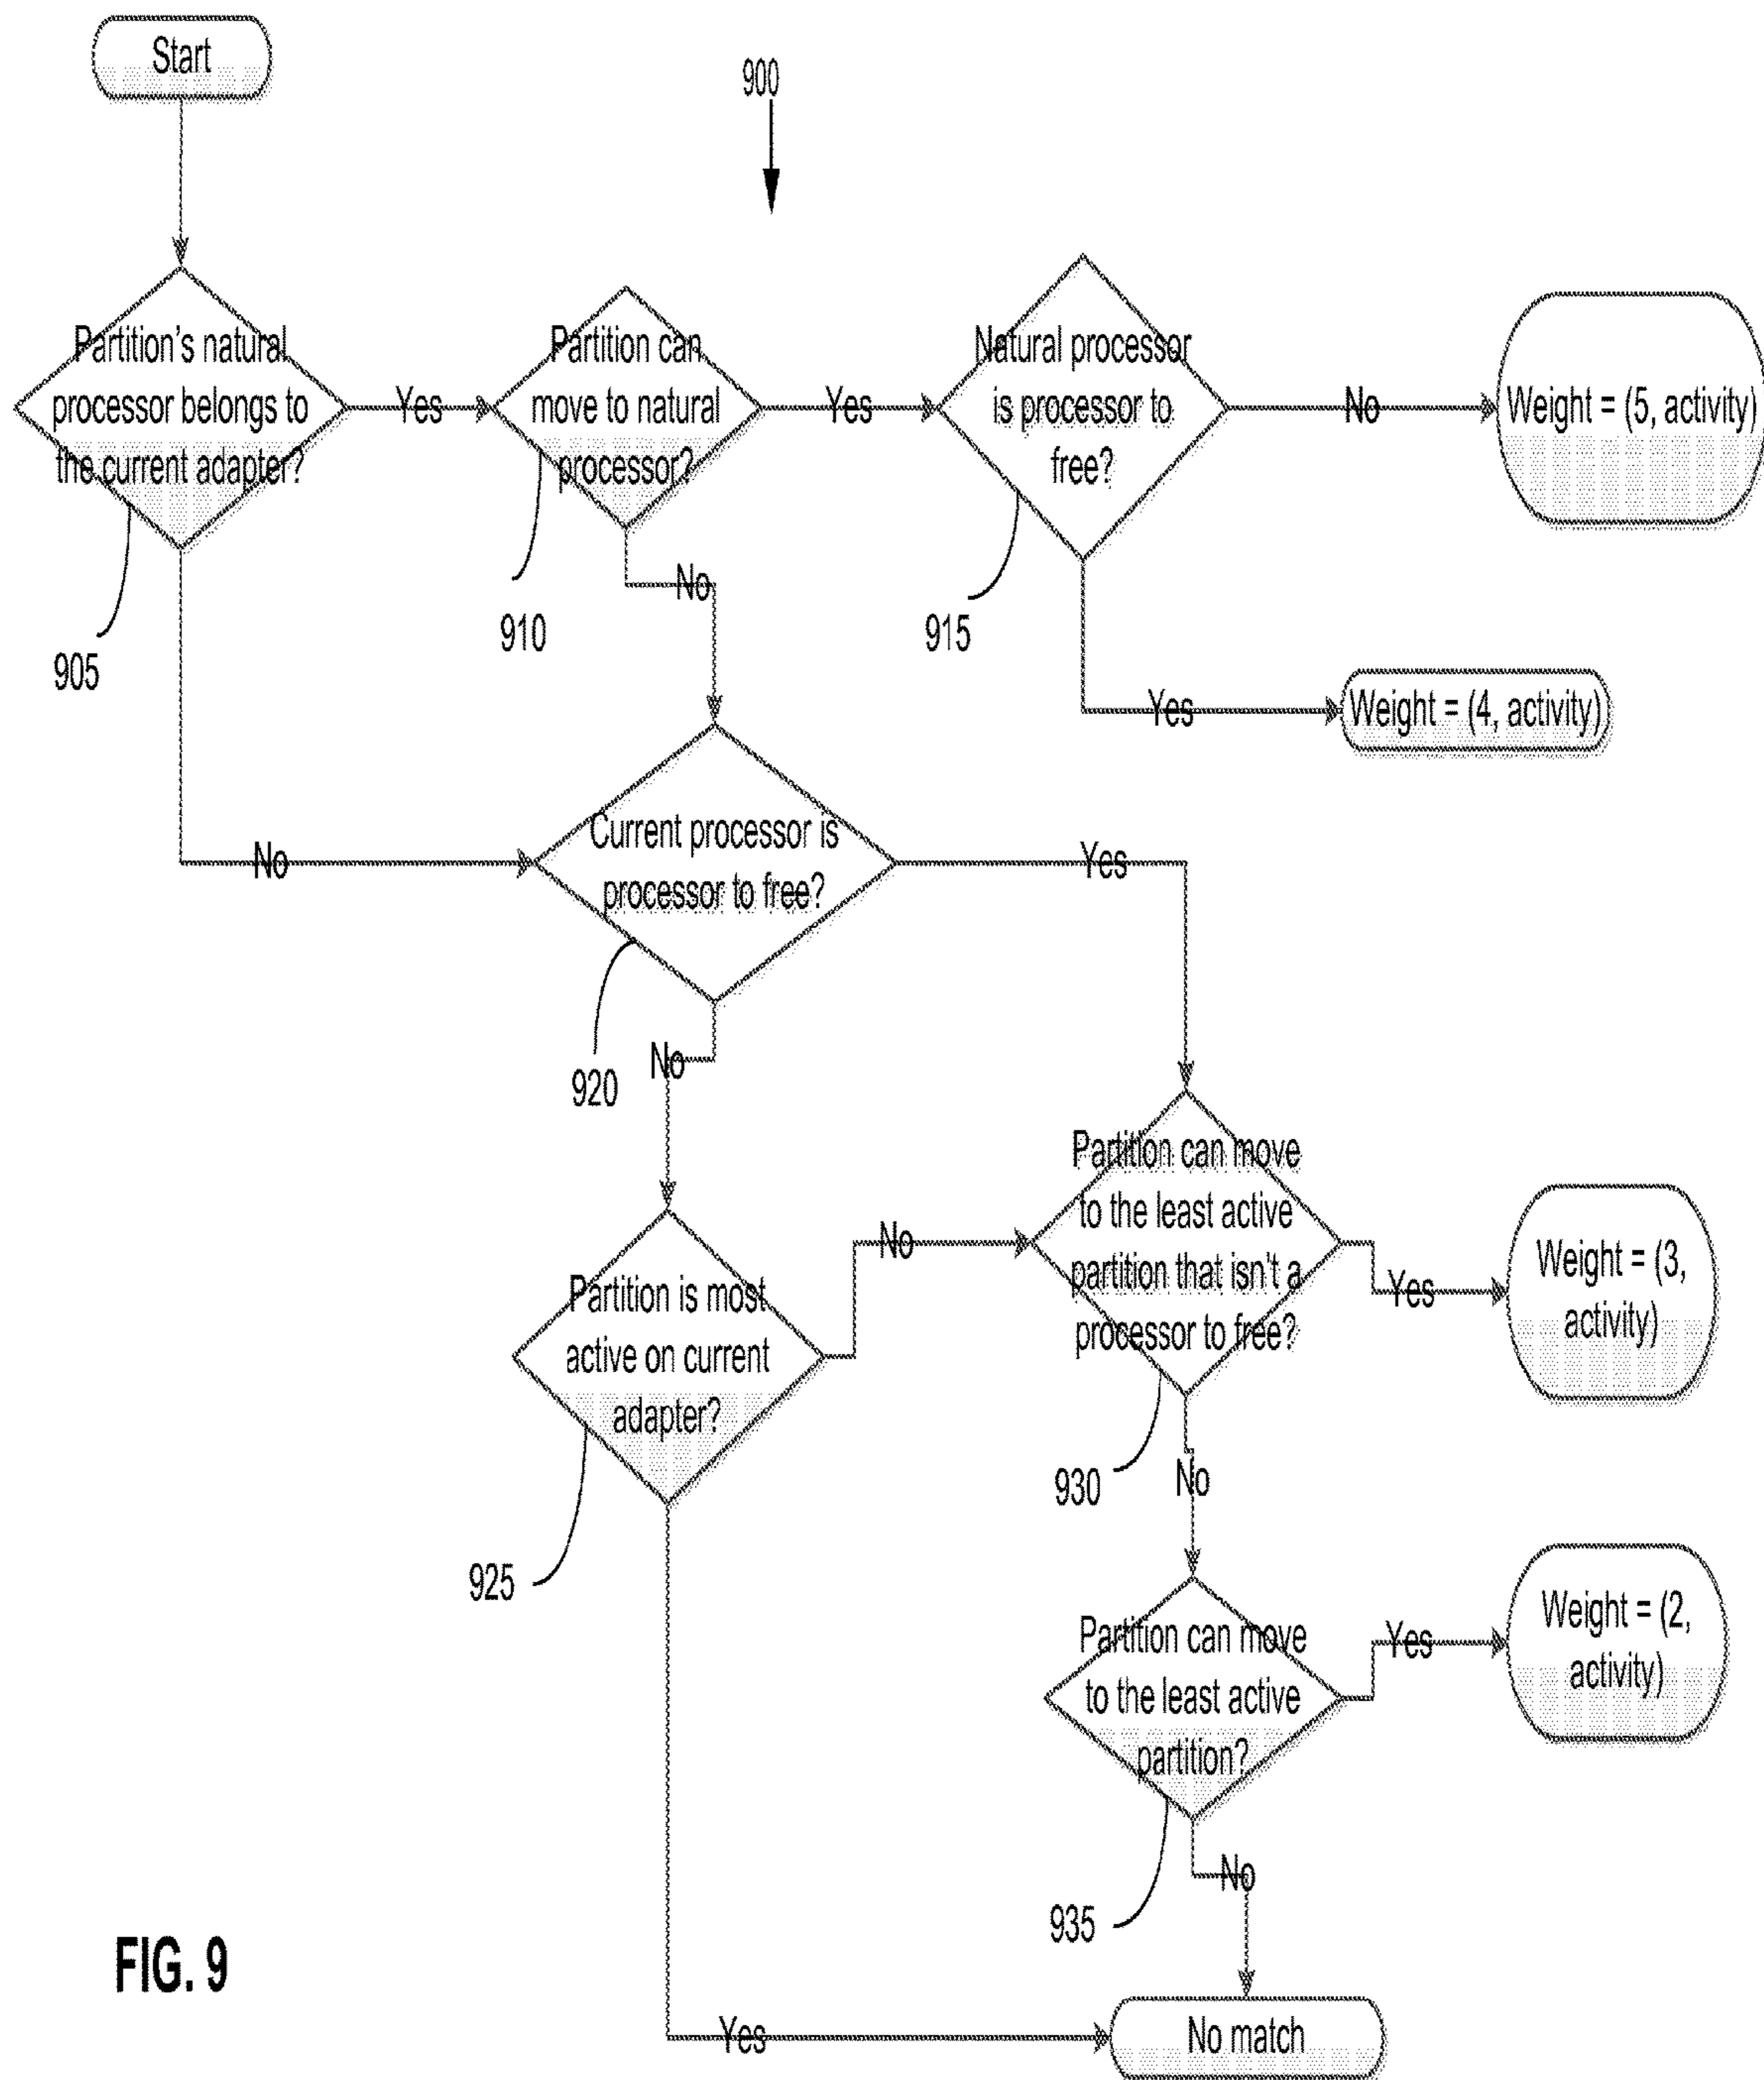 Start
900
Partition's natural
processor belongs to
the current adapter?
Yes
Partition can
move to natural
processor?
Yes
Natural processor
is processor to
free?
No
Weight = (5, activity)
905
910
No
915
Yes
Weight = (4, activity)
No
Current processor is
processor to free?
Yes
920
No
Partition is most
active on current
adapter?
No
Partition can move
to the least active
partition that isn't a
processor to free?
Yes
Weight = (3,
activity)
925
930
No
Partition can move
to the least active
partition?
Yes
Weight = (2,
activity)
935
No
FIG. 9
Yes
No match